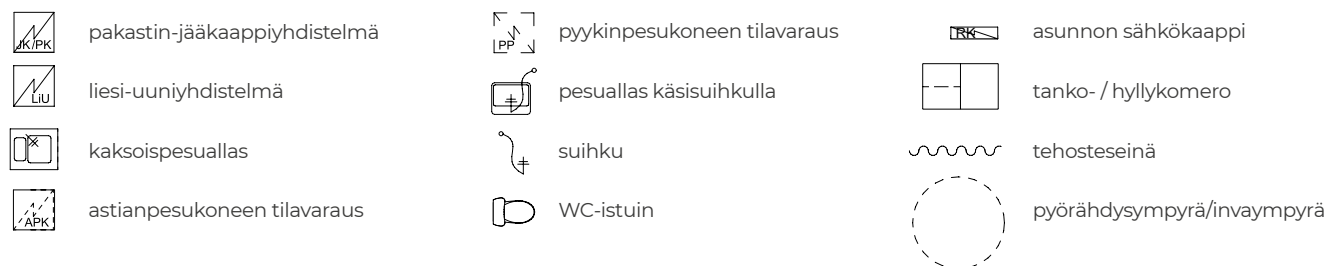 JK/PK pakastin-jääkaappiyhdistelmä
LiU liesi-uuniyhdistelmä
kaksoispesuallas
APK astianpesukoneen tilavaraus
PP pyykinpesukoneen tilavaraus
pesuallas käsisuihkulla
suihku
WC-istuin
RK asunnon sähkökaappi
tanko- / hyllykomero
tehosteseinä
pyörähdysympyrä/invaympyrä